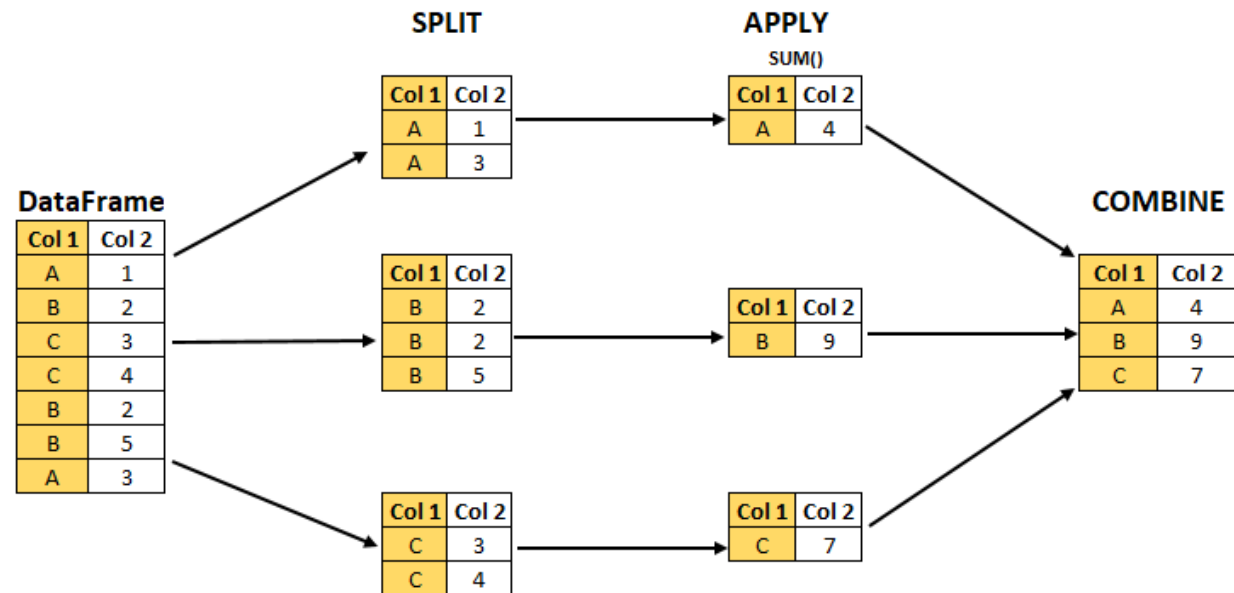 SPLIT
APPLY
SUM()
Col 1 Col 2
A 1
A 3
Col 1 Col 2
A 4
DataFrame
Col 1 Col 2
A 1
B 2
C 3
C 4
B 2
B 5
A 3
Col 1 Col 2
B 2
B 2
B 5
Col 1 Col 2
B 9
COMBINE
Col 1 Col 2
A 4
B 9
C 7
Col 1 Col 2
C 3
C 4
Col 1 Col 2
C 7